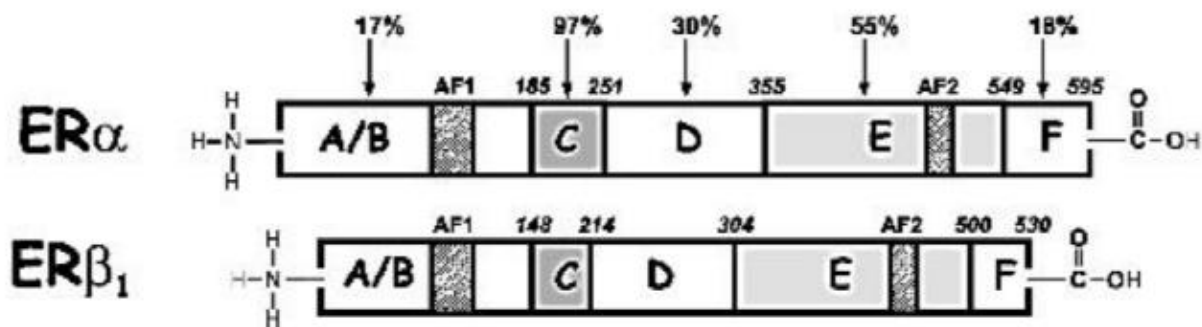 17% 97% 30% 55% 18%
AF1 185 251 355 AF2 549 595
ERα
H
H-N
H
A/B C D E F
O
C-OH
AF1 148 214 304 AF2 500 530
ERβ₁
H
H-N
H
A/B C D E F
O
C-OH